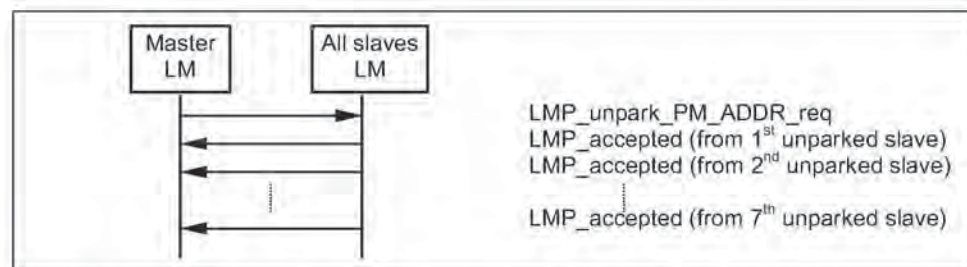 Master
LM
All slaves
LM
LMP_unpark_PM_ADDR_req
LMP_accepted (from 1st unparked slave)
LMP_accepted (from 2nd unparked slave)
LMP_accepted (from 7th unparked slave)